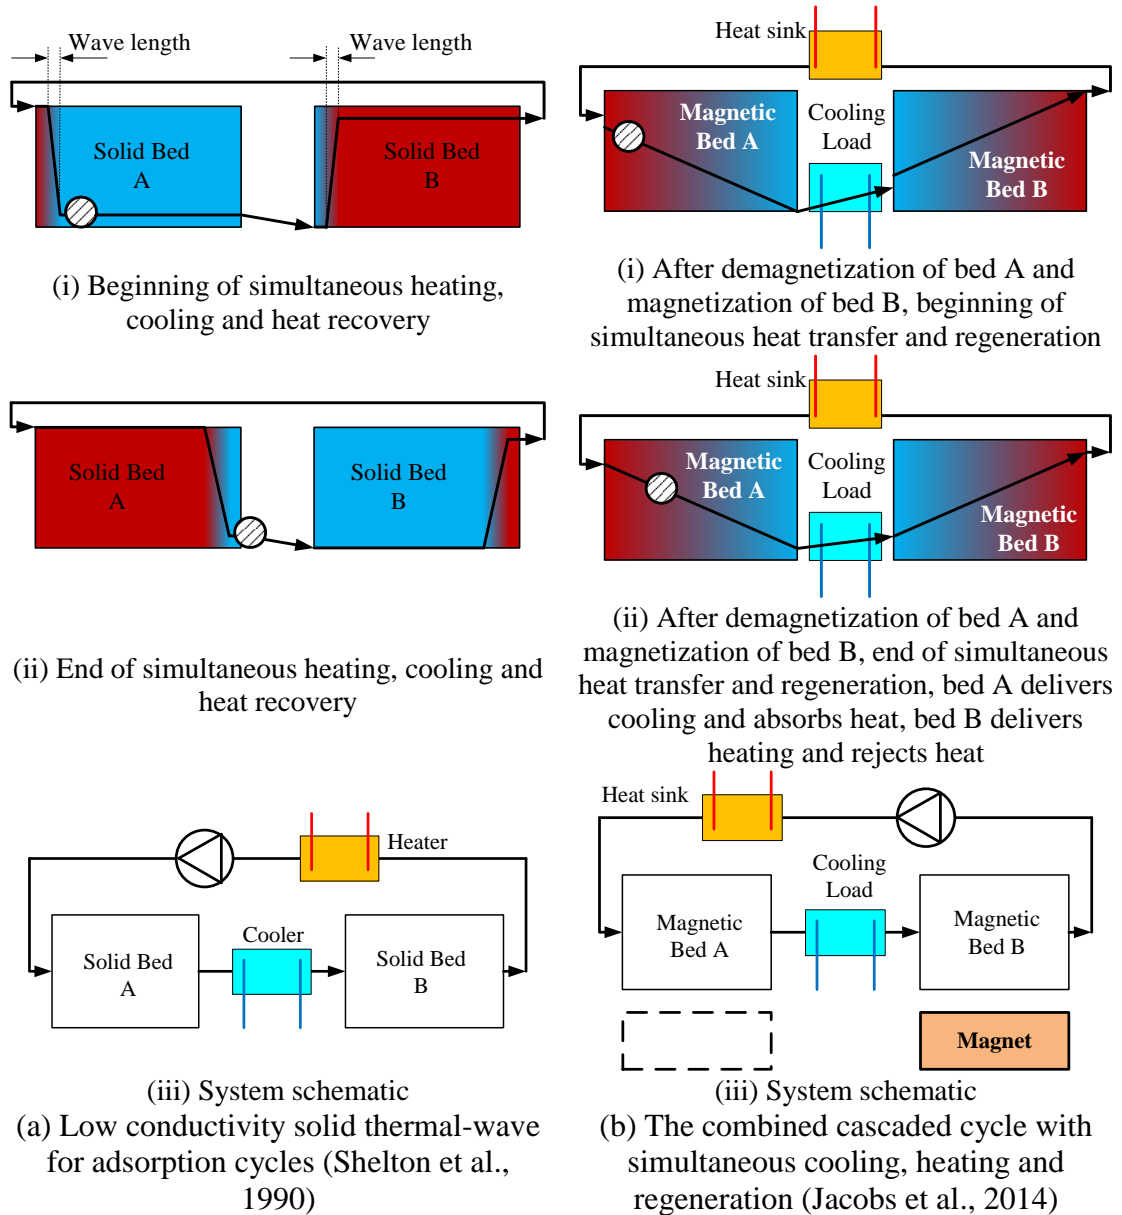 Wave length
Wave length
Solid Bed
A
Solid Bed
B
(i) Beginning of simultaneous heating,
cooling and heat recovery
Solid Bed
A
Solid Bed
B
(ii) End of simultaneous heating, cooling and
heat recovery
Heater
Cooler
Solid Bed
A
Solid Bed
B
(iii) System schematic
(a) Low conductivity solid thermal-wave
for adsorption cycles (Shelton et al.,
1990)
Heat sink
Magnetic
Bed A
Cooling
Load
Magnetic
Bed B
(i) After demagnetization of bed A and
magnetization of bed B, beginning of
simultaneous heat transfer and regeneration
Heat sink
Magnetic
Bed A
Cooling
Load
Magnetic
Bed B
(ii) After demagnetization of bed A and
magnetization of bed B, end of simultaneous
heat transfer and regeneration, bed A delivers
cooling and absorbs heat, bed B delivers
heating and rejects heat
Heat sink
Cooling
Load
Magnetic
Bed A
Magnetic
Bed B
Magnet
(iii) System schematic
(b) The combined cascaded cycle with
simultaneous cooling, heating and
regeneration (Jacobs et al., 2014)